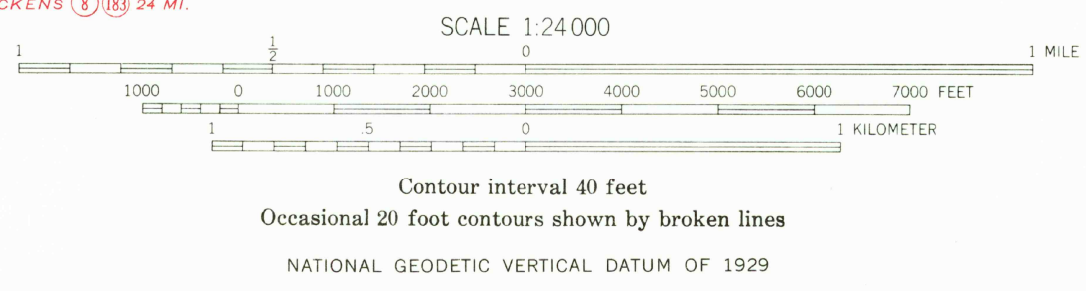 8 183 24 MI.
SCALE 1:24 000
1 1/2 0 1 MILE
1000 0 1000 2000 3000 4000 5000 6000 7000 FEET
1 .5 0 1 KILOMETER
Contour interval 40 feet
Occasional 20 foot contours shown by broken lines
NATIONAL GEODETIC VERTICAL DATUM OF 1929